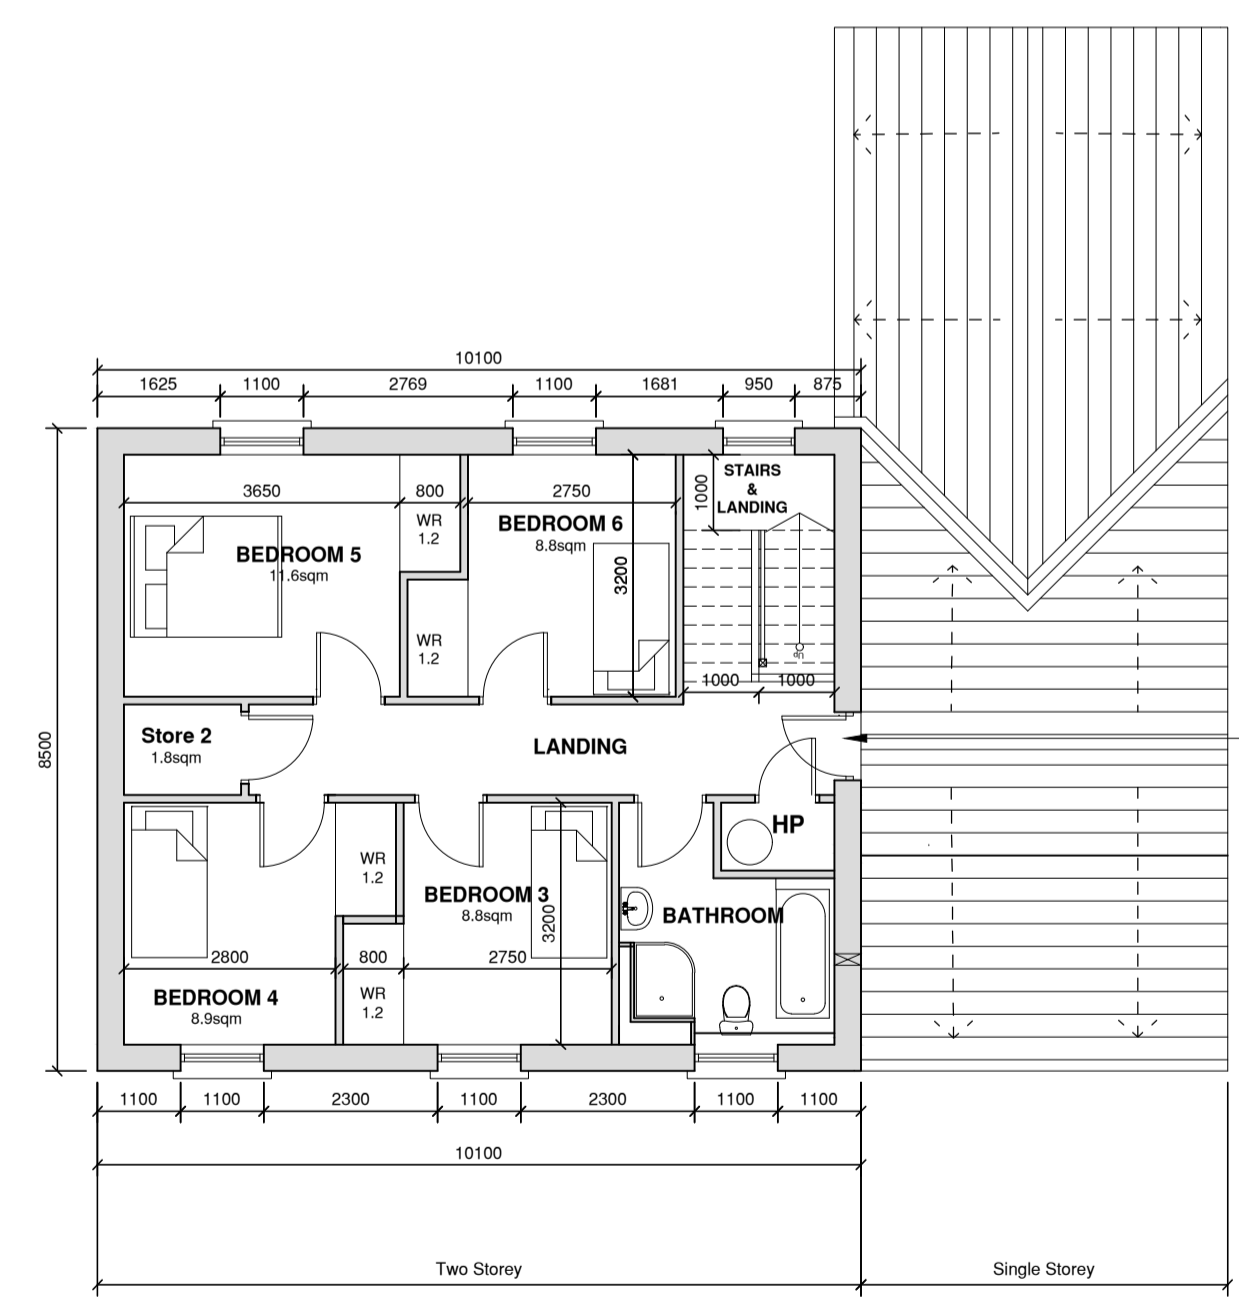 10100
1625 1100 2769 1100 1681 950 875
3650 800 2750
WR
1.2
BEDROOM 5
11.6sqm
BEDROOM 6
8.8sqm
3200
1000
STAIRS
&
LANDING
WR
1.2
up
1000 1000
8500
Store 2
1.8sqm
LANDING
HP
WR
1.2
BEDROOM 3
8.8sqm
3200
BATHROOM
2800 800 2750
BEDROOM 4
8.9sqm
WR
1.2
1100 1100 2300 1100 2300 1100 1100
10100
Two Storey Single Storey